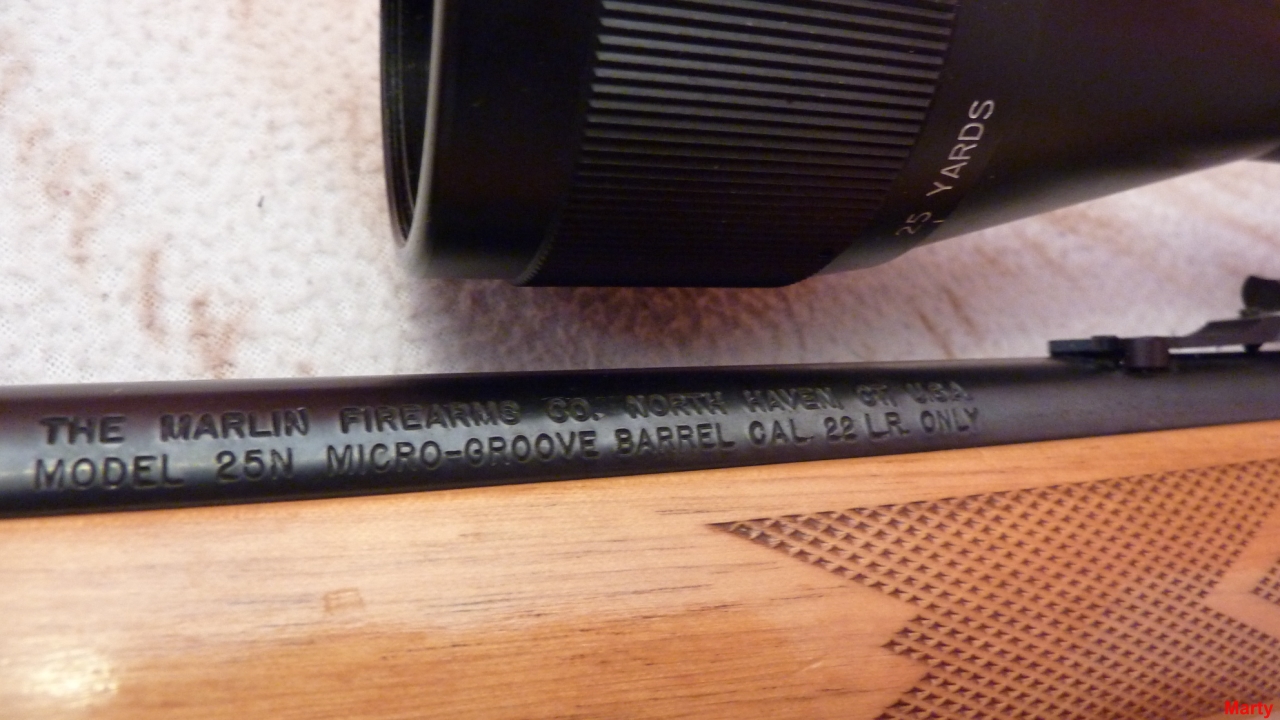 25 YARDS
THE MARLIN FIREARMS CO. NORTH HAVEN, CT. U.S.A.
MODEL 25N MICRO-GROOVE BARREL CAL. 22 L.R. ONLY
Marty